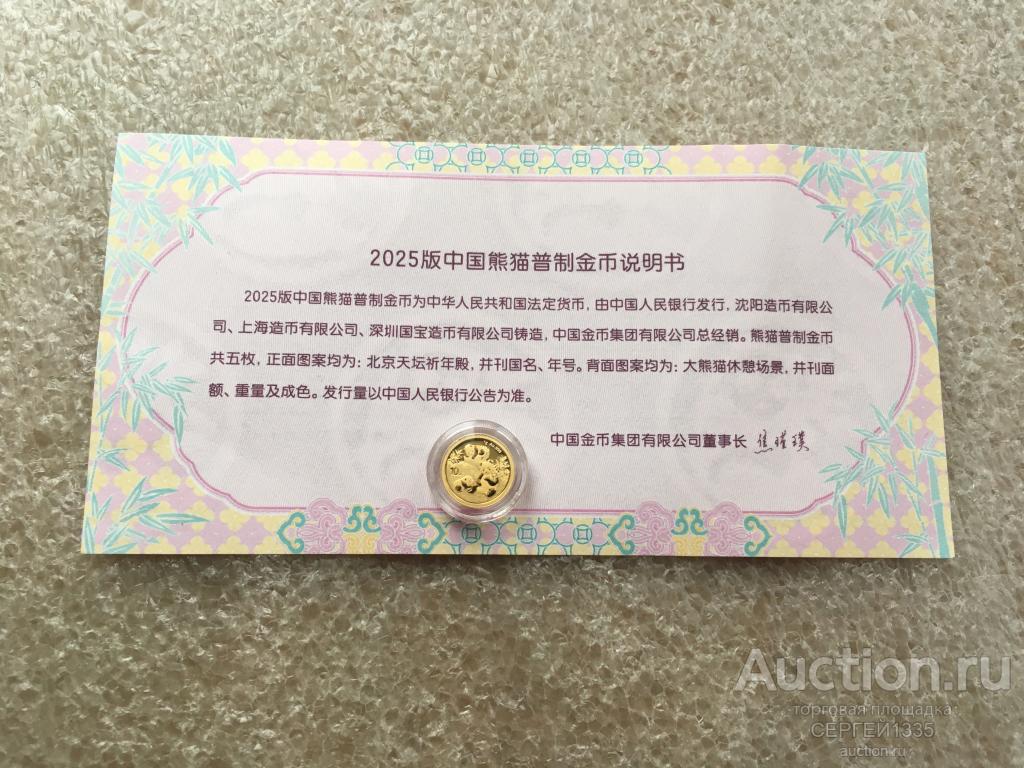 2025版中国熊猫普制金币说明书
2025版中国熊猫普制金币为中华人民共和国法定货币，由中国人民银行发行，沈阳造币有限公
司、上海造币有限公司、深圳国宝造币有限公司铸造，中国金币集团有限公司总经销。熊猫普制金币
共五枚，正面图案均为：北京天坛祈年殿，并刊国名、年号。背面图案均为：大熊猫休憩场景，并刊面
额、重量及成色。发行量以中国人民银行公告为准。
中国金币集团有限公司董事长
10
Auction.ru
торговая площадка
СЕРГЕЙ1335
auction.ru